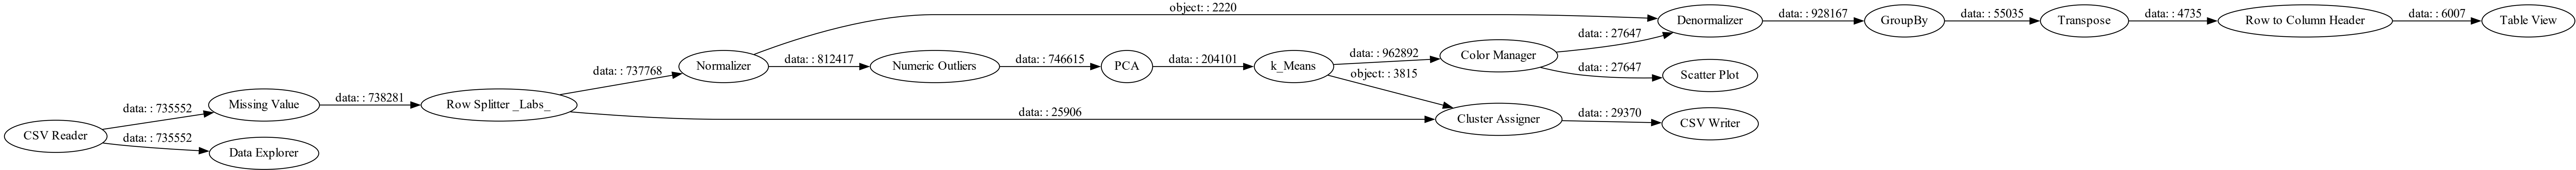 CSV Reader
data: : 735552
data: : 735552
Missing Value
Data Explorer
data: : 738281
Row Splitter _Labs_
data: : 737768
data: : 25906
Normalizer
object: : 2220
data: : 812417
Numeric Outliers
data: : 746615
PCA
data: : 204101
k_Means
data: : 962892
object: : 3815
Color Manager
Cluster Assigner
data: : 27647
data: : 27647
data: : 29370
Denormalizer
Scatter Plot
CSV Writer
data: : 928167
GroupBy
data: : 55035
Transpose
data: : 4735
Row to Column Header
data: : 6007
Table View